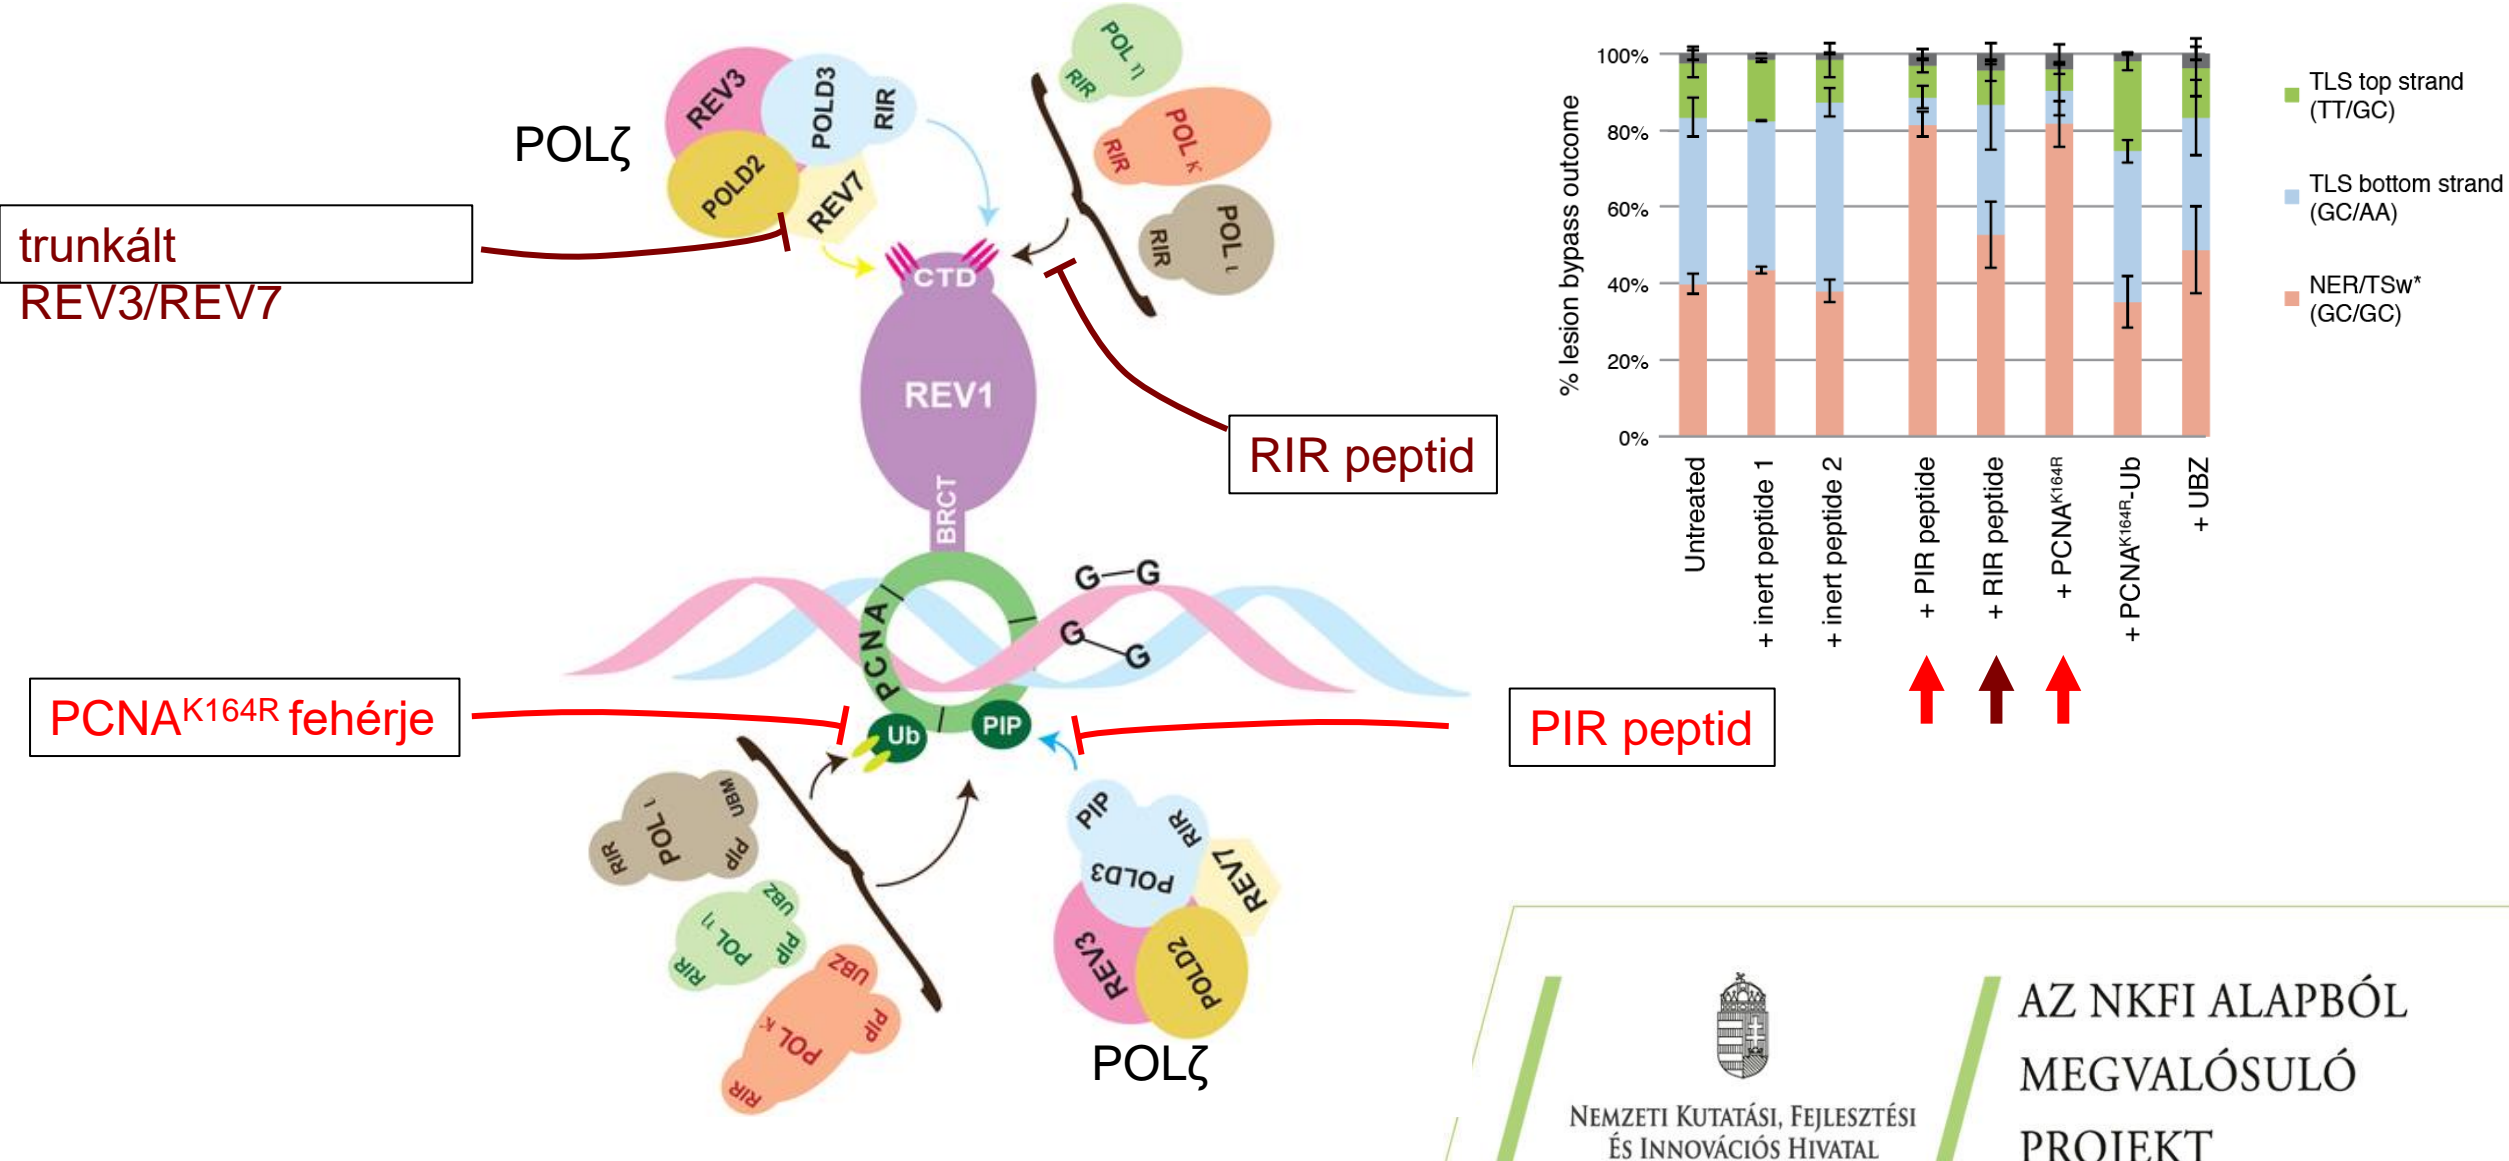 POLζ
REV3
POLD3
RIR
POLD2
REV7
POL η
RIR
POL κ
RIR
POL ι
RIR
trunkált
REV3/REV7
CTD
REV1
BRCT
RIR peptid
G—G
G
G
PCNA
Ub
PIP
PCNAK164R fehérje
PIR peptid
POL ι
UBM
PIP
RIR
POL η
UBZ
PIP
RIR
POL κ
UBZ
PIP
RIR
PIP
RIR
POLD3
REV7
REV3
POLD2
POLζ
% lesion bypass outcome
100%
80%
60%
40%
20%
0%
Untreated
+ inert peptide 1
+ inert peptide 2
+ PIR peptide
+ RIR peptide
+ PCNAK164R
+ PCNAK164R-Ub
+ UBZ
TLS top strand
(TT/GC)
TLS bottom strand
(GC/AA)
NER/TSw*
(GC/GC)
NEMZETI KUTATÁSI, FEJLESZTÉSI
ÉS INNOVÁCIÓS HIVATAL
AZ NKFI ALAPBÓL
MEGVALÓSULÓ
PROJEKT